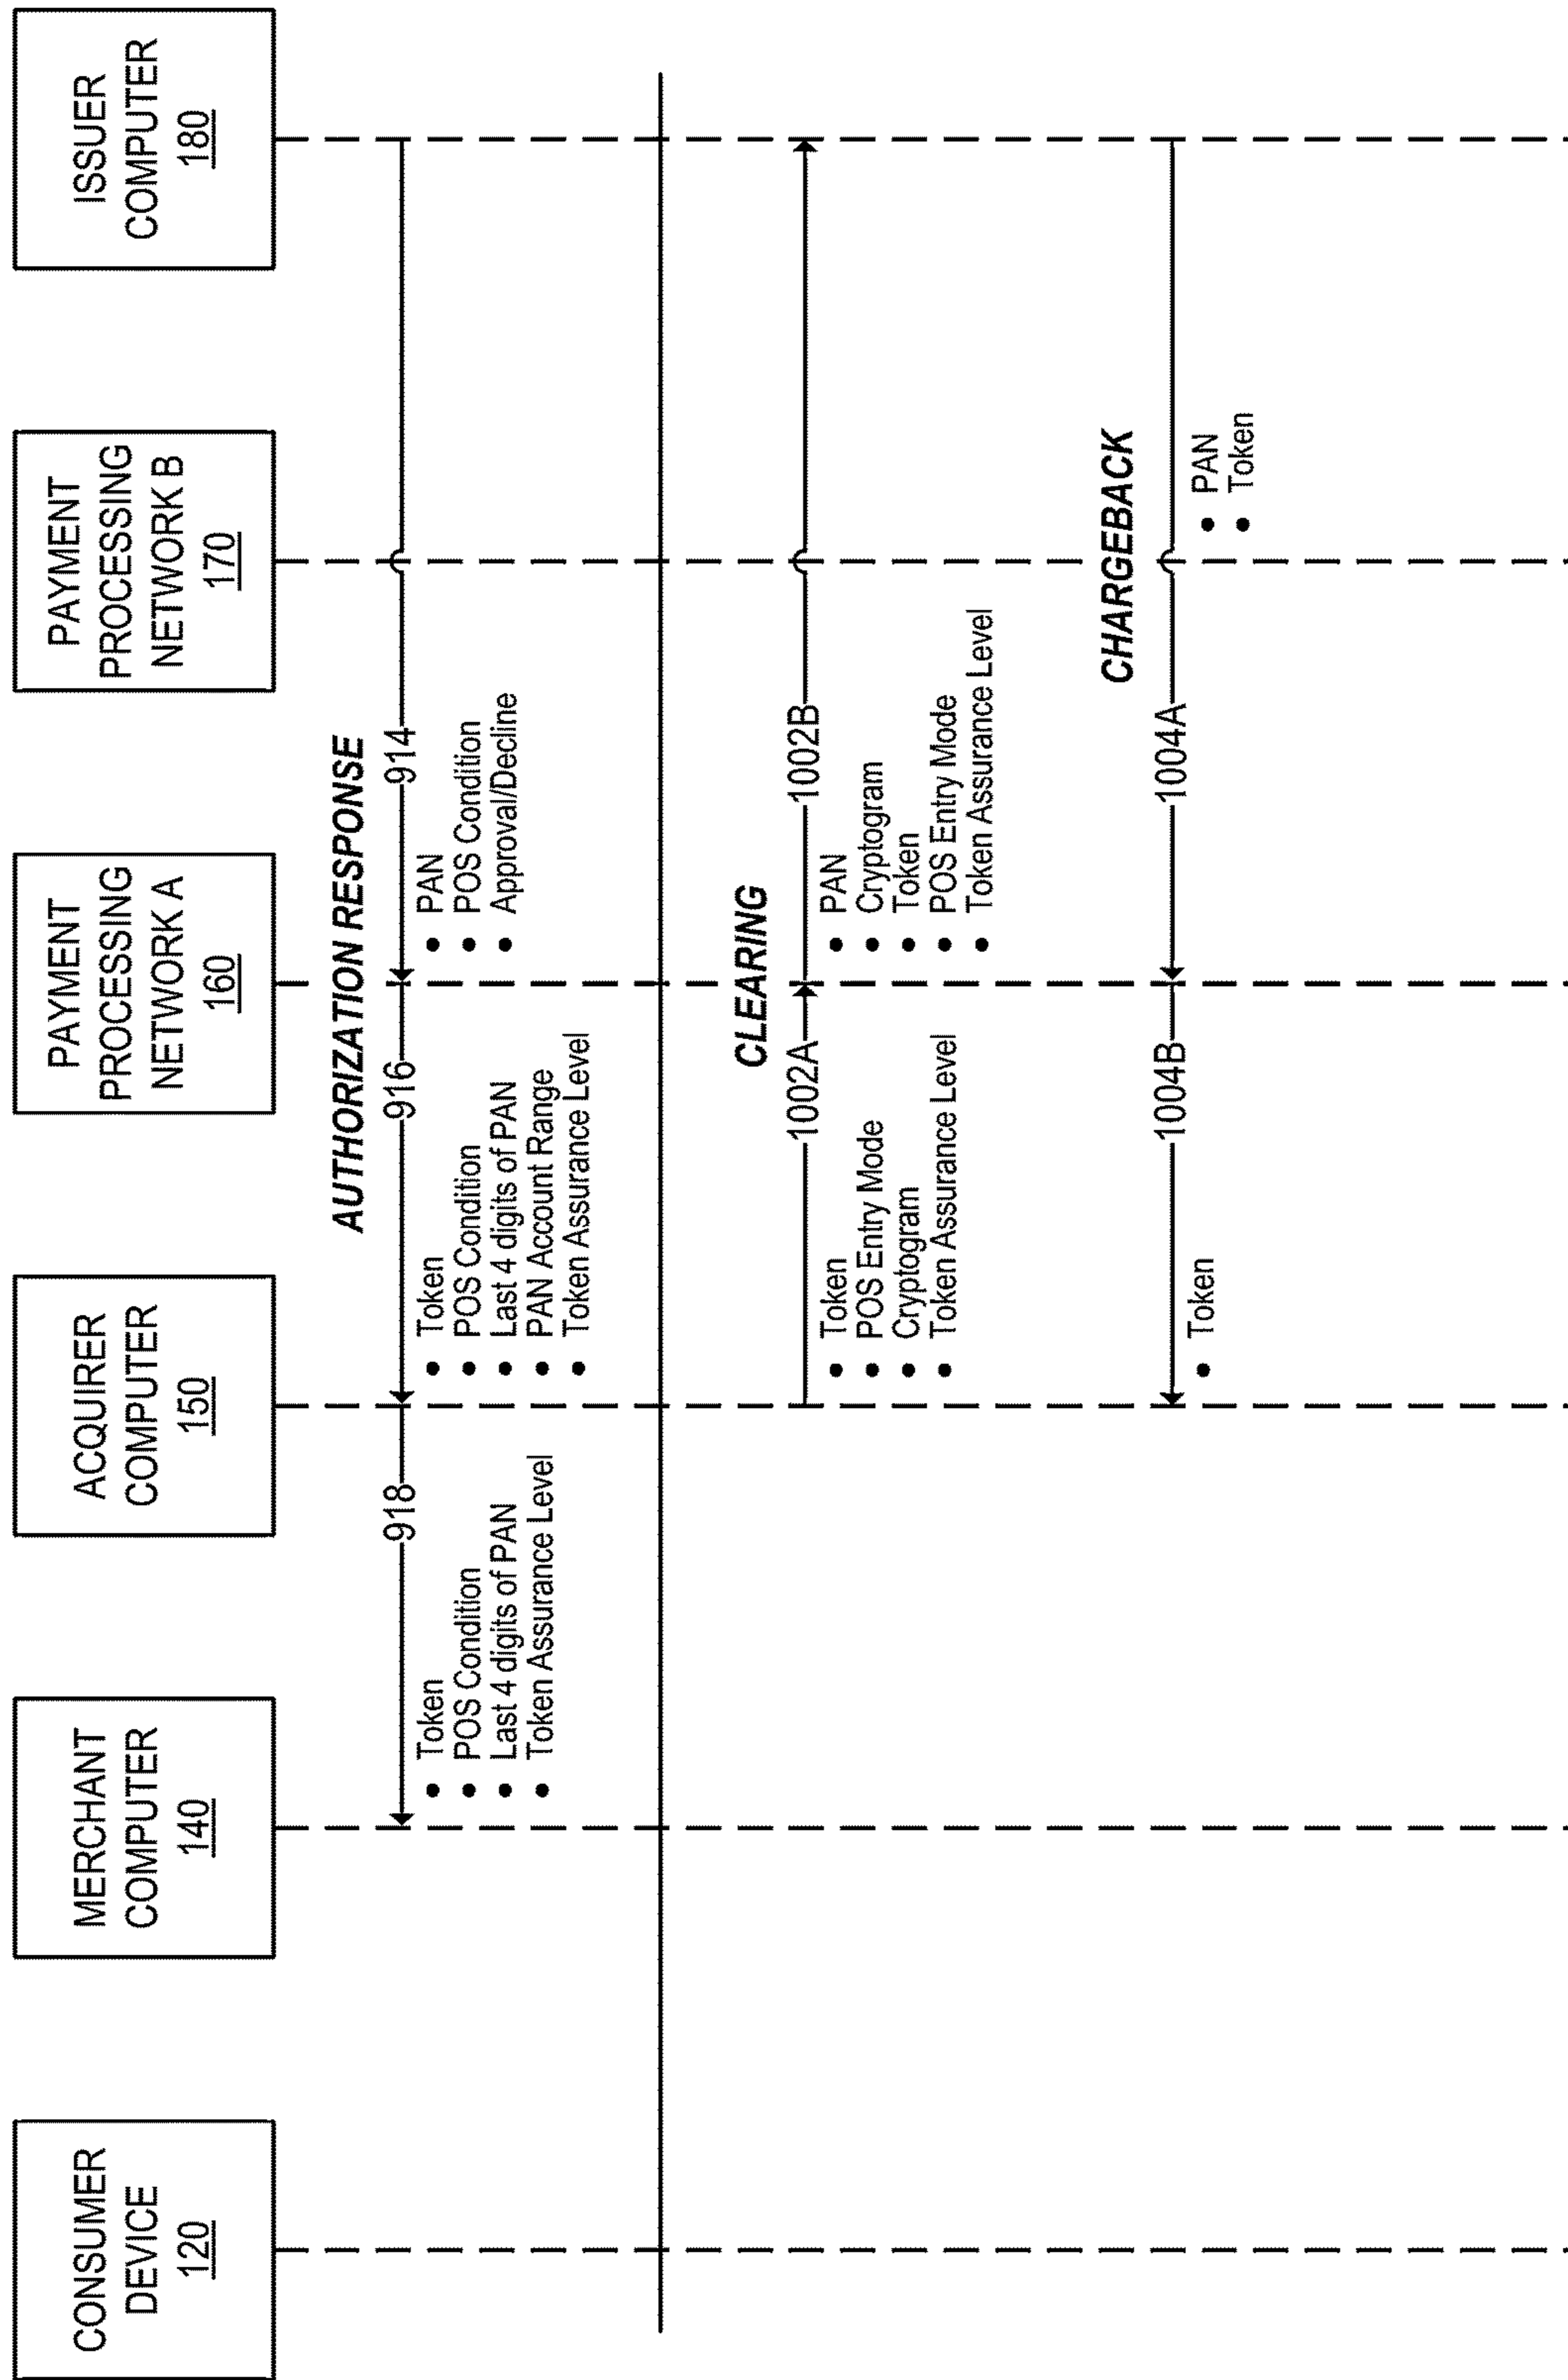 CONSUMER
DEVICE
120
MERCHANT
COMPUTER
140
ACQUIRER
COMPUTER
150
PAYMENT
PROCESSING
NETWORK A
160
PAYMENT
PROCESSING
NETWORK B
170
ISSUER
COMPUTER
180
AUTHORIZATION RESPONSE
918
• Token
• POS Condition
• Last 4 digits of PAN
• Token Assurance Level
916
• Token
• POS Condition
• Last 4 digits of PAN
• PAN Account Range
• Token Assurance Level
914
• PAN
• POS Condition
• Approval/Decline
CLEARING
1002A
• Token
• POS Entry Mode
• Cryptogram
• Token Assurance Level
1002B
• PAN
• Cryptogram
• Token
• POS Entry Mode
• Token Assurance Level
CHARGEBACK
1004B
• Token
1004A
• PAN
• Token